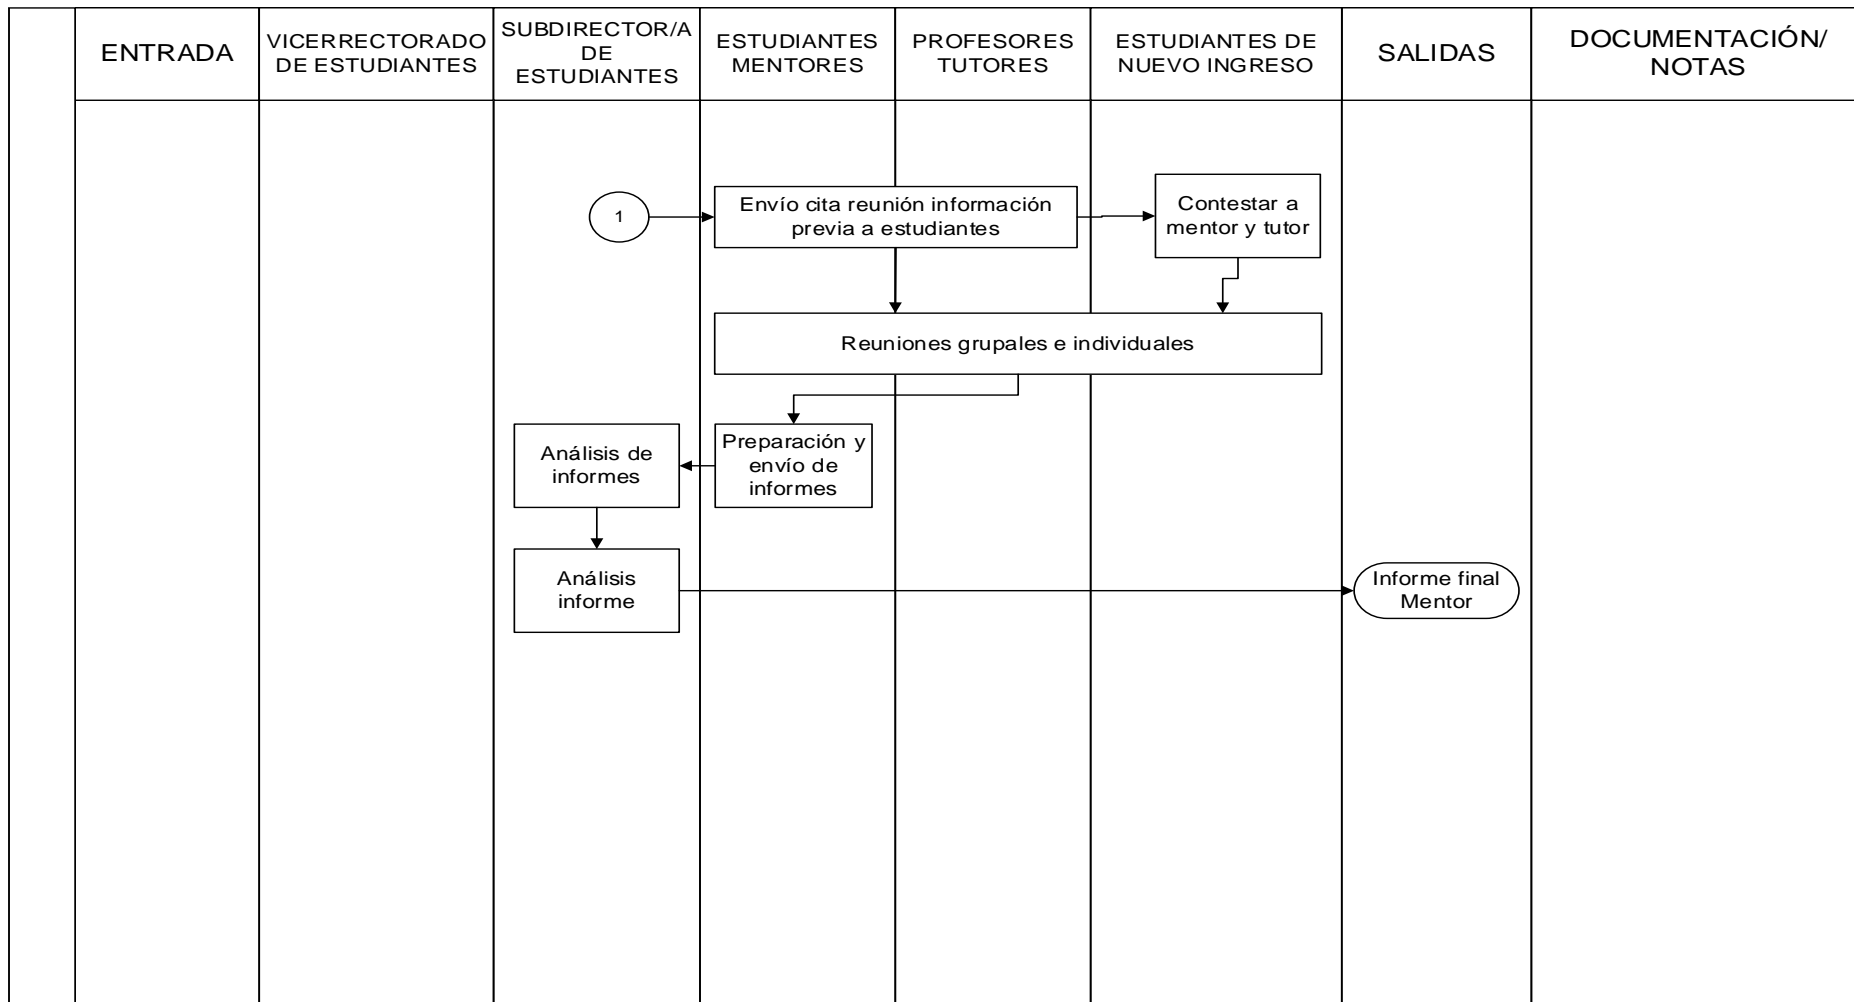 ENTRADA
VICERRECTORADO
DE ESTUDIANTES
SUBDIRECTOR/A
DE
ESTUDIANTES
ESTUDIANTES
MENTORES
PROFESORES
TUTORES
ESTUDIANTES DE
NUEVO INGRESO
SALIDAS
DOCUMENTACIÓN/
NOTAS
1
Envío cita reunión información
previa a estudiantes
Contestar a
mentor y tutor
Reuniones grupales e individuales
Análisis de
informes
Preparación y
envío de
informes
Análisis
informe
Informe final
Mentor